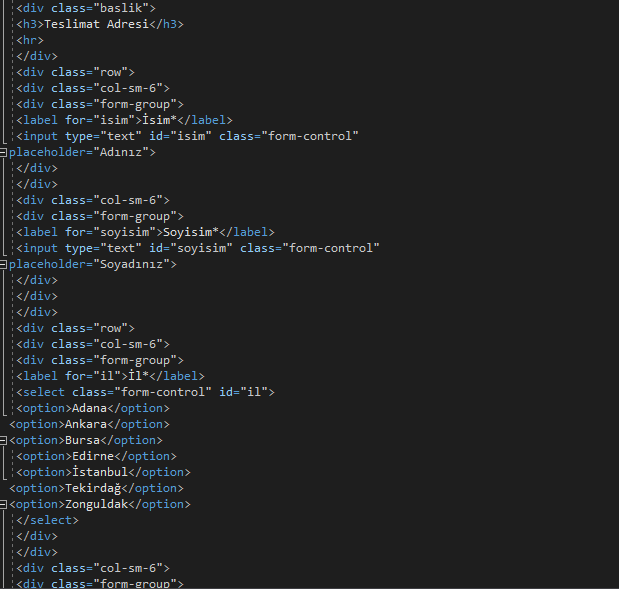 <div class="baslik">
<h3>Teslimat Adresi</h3>
<hr>
</div>
<div class="row">
<div class="col-sm-6">
<div class="form-group">
<label for="isim">İsim*</label>
<input type="text" id="isim" class="form-control"
placeholder="Adınız">
</div>
</div>
<div class="col-sm-6">
<div class="form-group">
<label for="soyisim">Soyisim*</label>
<input type="text" id="soyisim" class="form-control"
placeholder="Soyadınız">
</div>
</div>
</div>
<div class="row">
<div class="col-sm-6">
<div class="form-group">
<label for="il">İl*</label>
<select class="form-control" id="il">
<option>Adana</option>
<option>Ankara</option>
<option>Bursa</option>
<option>Edirne</option>
<option>İstanbul</option>
<option>Tekirdağ</option>
<option>Zonguldak</option>
</select>
</div>
</div>
<div class="col-sm-6">
<div class="form-group">